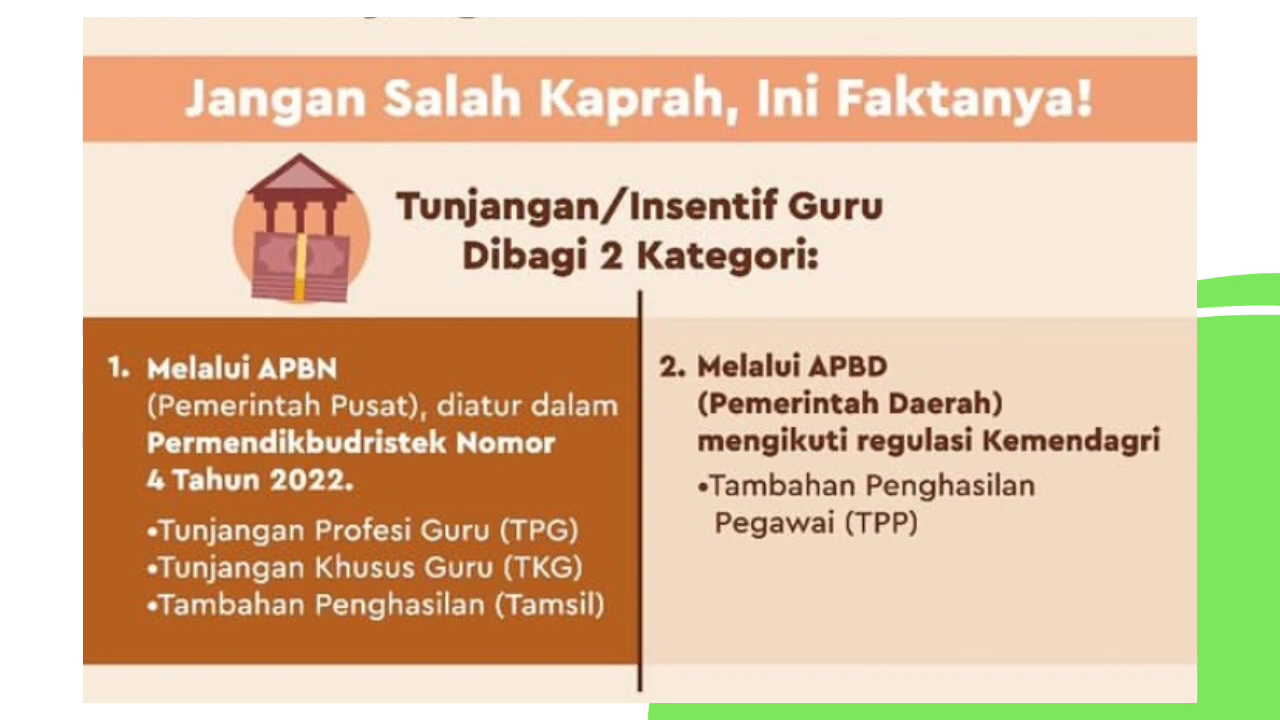 Jangan Salah Kaprah, Ini Faktanya!
Tunjangan/Insentif Guru
Dibagi 2 Kategori:
1. Melalui APBN
(Pemerintah Pusat), diatur dalam
Permendikbudristek Nomor
4 Tahun 2022.
•Tunjangan Profesi Guru (TPG)
•Tunjangan Khusus Guru (TKG)
•Tambahan Penghasilan (Tamsil)
2. Melalui APBD
(Pemerintah Daerah)
mengikuti regulasi Kemendagri
•Tambahan Penghasilan
Pegawai (TPP)